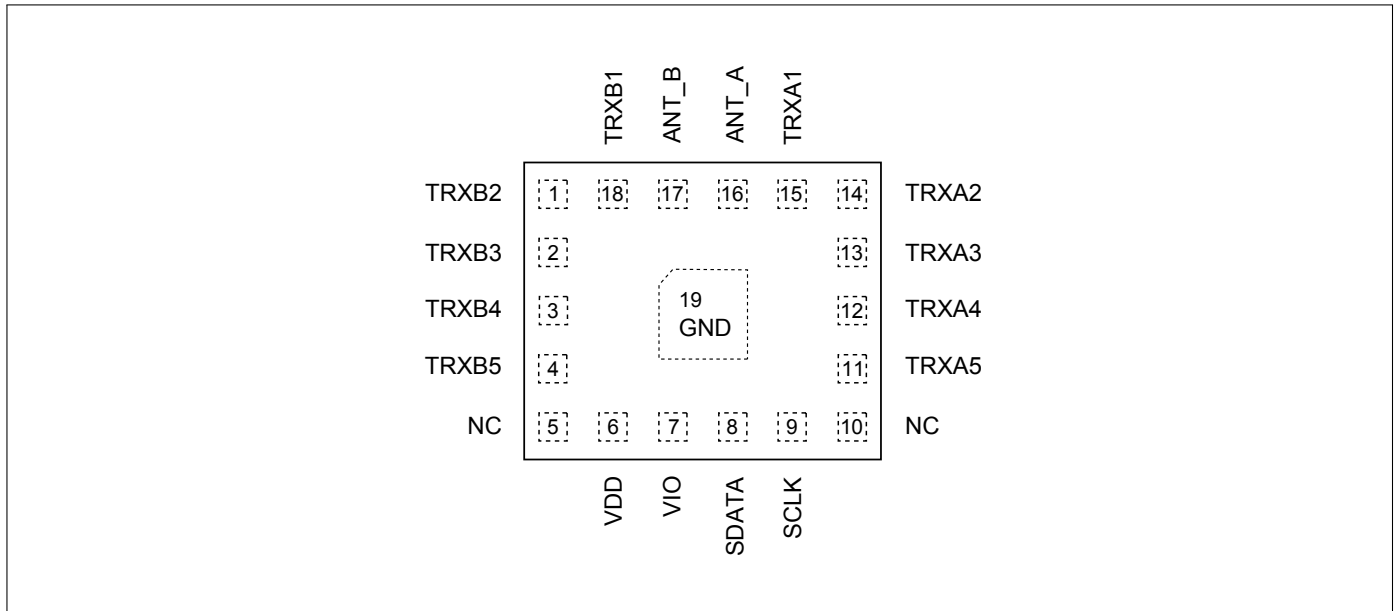 TRXB1
ANT_B
ANT_A
TRXA1
TRXB2 1 18 17 16 15 14 TRXA2
TRXB3 2 13 TRXA3
19
GND
TRXB4 3 12 TRXA4
TRXB5 4 11 TRXA5
NC 5 6 7 8 9 10 NC
VDD
VIO
SDATA
SCLK